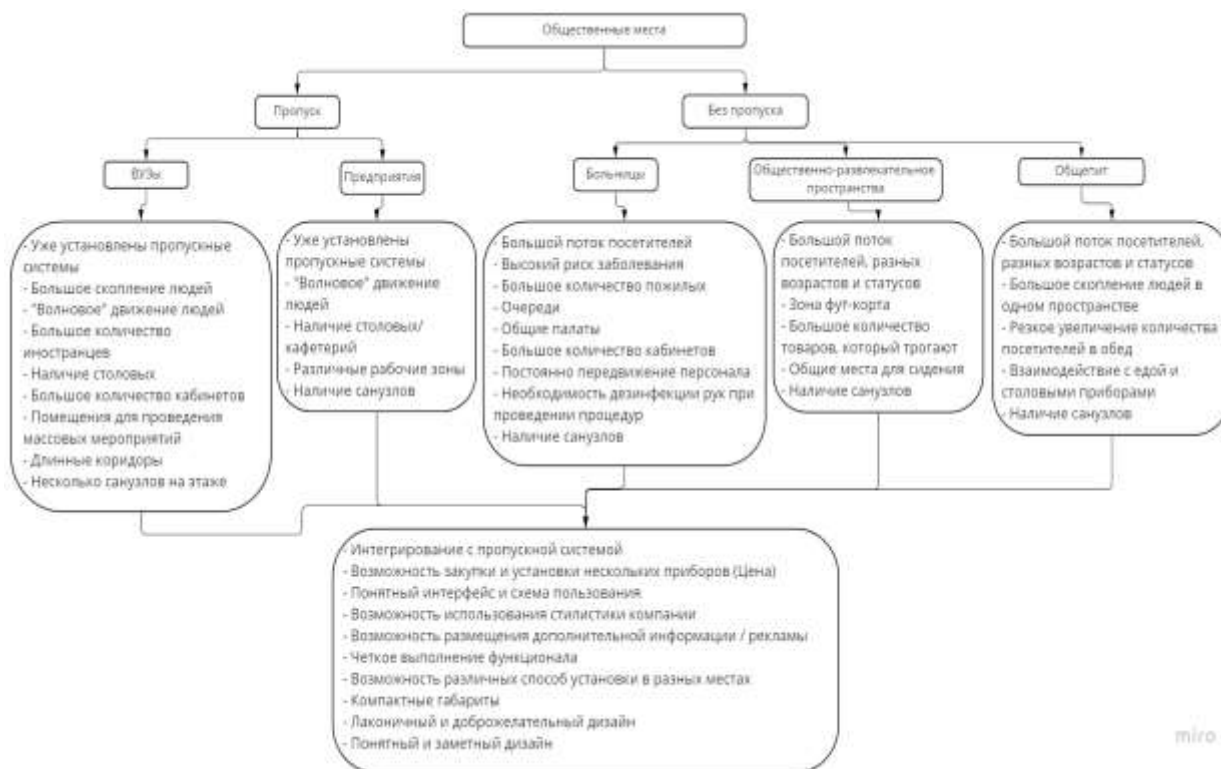 Общественные места
Пропуск
Без пропуска
ВУЗы
Предприятия
Больницы
Общественно-развлекательное
пространства
Общепит
- Уже установлены пропускные
системы
- Большое скопление людей
- "Волновое" движение людей
- Большое количество
иностранцев
- Наличие столовых
- Большое количество кабинетов
- Помещения для проведения
массовых мероприятий
- Длинные коридоры
- Несколько санузлов на этаже
- Уже установлены
пропускные системы
- "Волновое" движение
людей
- Наличие столовых/
кафетерий
- Различные рабочие зоны
- Наличие санузлов
- Большой поток посетителей
- Высокий риск заболевания
- Большое количество пожилых
- Очереди
- Общие палаты
- Большое количество кабинетов
- Постоянно передвижение персонала
- Необходимость дезинфекции рук при
проведении процедур
- Наличие санузлов
- Большой поток
посетителей, разных
возрастов и статусов
- Зона фут-корта
- Большое количество
товаров, который трогают
- Общие места для сидения
- Наличие санузлов
- Большой поток посетителей,
разных возрастов и статусов
- Большое скопление людей в
одном пространстве
- Резкое увеличение количества
посетителей в обед
- Взаимодействие с едой и
столовыми приборами
- Наличие санузлов
- Интегрирование с пропускной системой
- Возможность закупки и установки нескольких приборов (Цена)
- Понятный интерфейс и схема пользования
- Возможность использования стилистики компании
- Возможность размещения дополнительной информации / рекламы
- Четкое выполнение функционала
- Возможность различных способ установки в разных местах
- Компактные габариты
- Лаконичный и доброжелательный дизайн
- Понятный и заметный дизайн
miro